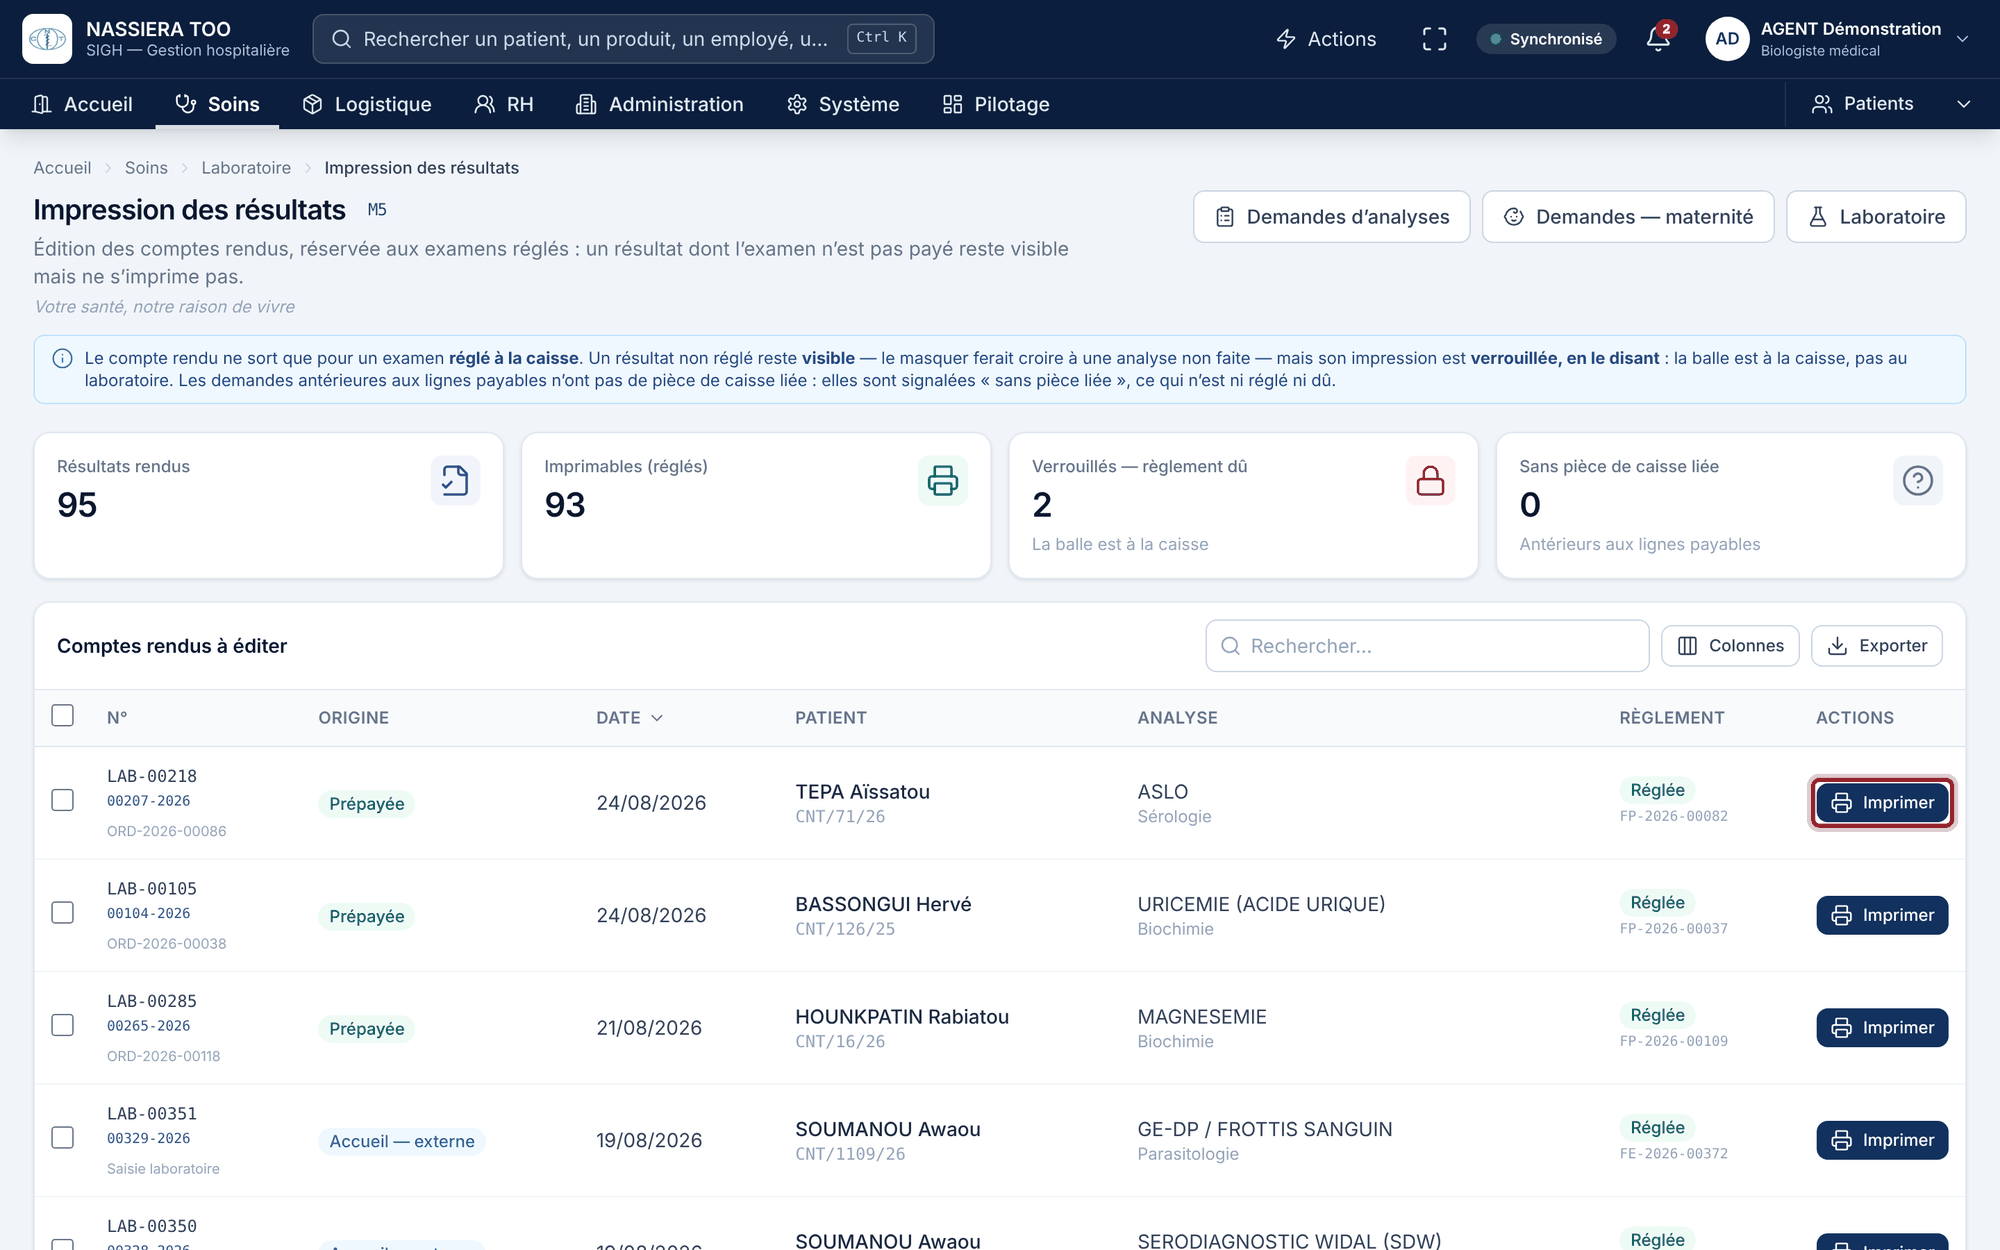 NASSIERA TOO
SIGH — Gestion hospitalière
Rechercher un patient, un produit, un employé, u...
Ctrl K
Actions
Synchronisé
2
AD
AGENT Démonstration
Biologiste médical
Accueil
Soins
Logistique
RH
Administration
Système
Pilotage
Patients
Accueil
Soins
Laboratoire
Impression des résultats
Impression des résultats
M5
Édition des comptes rendus, réservée aux examens réglés : un résultat dont l’examen n’est pas payé reste visible
mais ne s’imprime pas.
Votre santé, notre raison de vivre
Demandes d’analyses
Demandes — maternité
Laboratoire
Le compte rendu ne sort que pour un examen réglé à la caisse. Un résultat non réglé reste visible — le masquer ferait croire à une analyse non faite — mais son impression est verrouillée, en le disant : la balle est à la caisse, pas au
laboratoire. Les demandes antérieures aux lignes payables n’ont pas de pièce de caisse liée : elles sont signalées « sans pièce liée », ce qui n’est ni réglé ni dû.
Résultats rendus
95
Imprimables (réglés)
93
Verrouillés — règlement dû
2
La balle est à la caisse
Sans pièce de caisse liée
0
Antérieurs aux lignes payables
Comptes rendus à éditer
Rechercher...
Colonnes
Exporter
N°
ORIGINE
DATE
PATIENT
ANALYSE
RÈGLEMENT
ACTIONS
LAB-00218
00207-2026
ORD-2026-00086
Prépayée
24/08/2026
TEPA Aïssatou
CNT/71/26
ASLO
Sérologie
Réglée
FP-2026-00082
Imprimer
LAB-00105
00104-2026
ORD-2026-00038
Prépayée
24/08/2026
BASSONGUI Hervé
CNT/126/25
URICEMIE (ACIDE URIQUE)
Biochimie
Réglée
FP-2026-00037
Imprimer
LAB-00285
00265-2026
ORD-2026-00118
Prépayée
21/08/2026
HOUNKPATIN Rabiatou
CNT/16/26
MAGNESEMIE
Biochimie
Réglée
FP-2026-00109
Imprimer
LAB-00351
00329-2026
Saisie laboratoire
Accueil — externe
19/08/2026
SOUMANOU Awaou
CNT/1109/26
GE-DP / FROTTIS SANGUIN
Parasitologie
Réglée
FE-2026-00372
Imprimer
LAB-00350
SOUMANOU Awaou
SERODIAGNOSTIC WIDAL (SDW)
Réglée